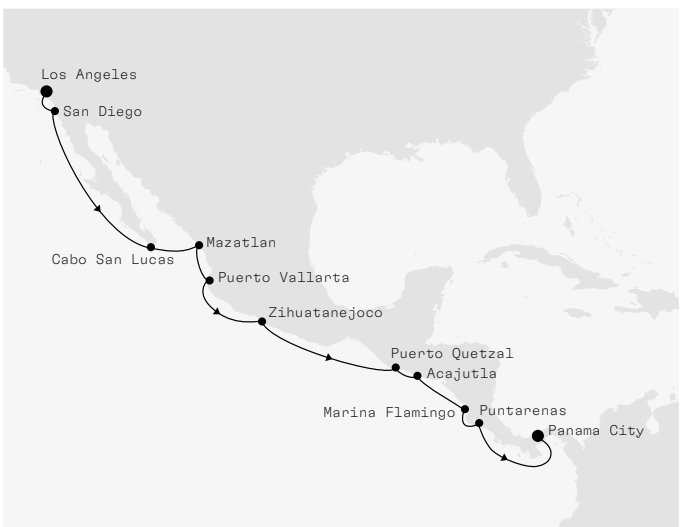 Los Angeles
San Diego
Mazatlan
Cabo San Lucas
Puerto Vallarta
Zihuatanejoco
Puerto Quetzal
Acajutla
Marina Flamingo
Puntarenas
Panama City